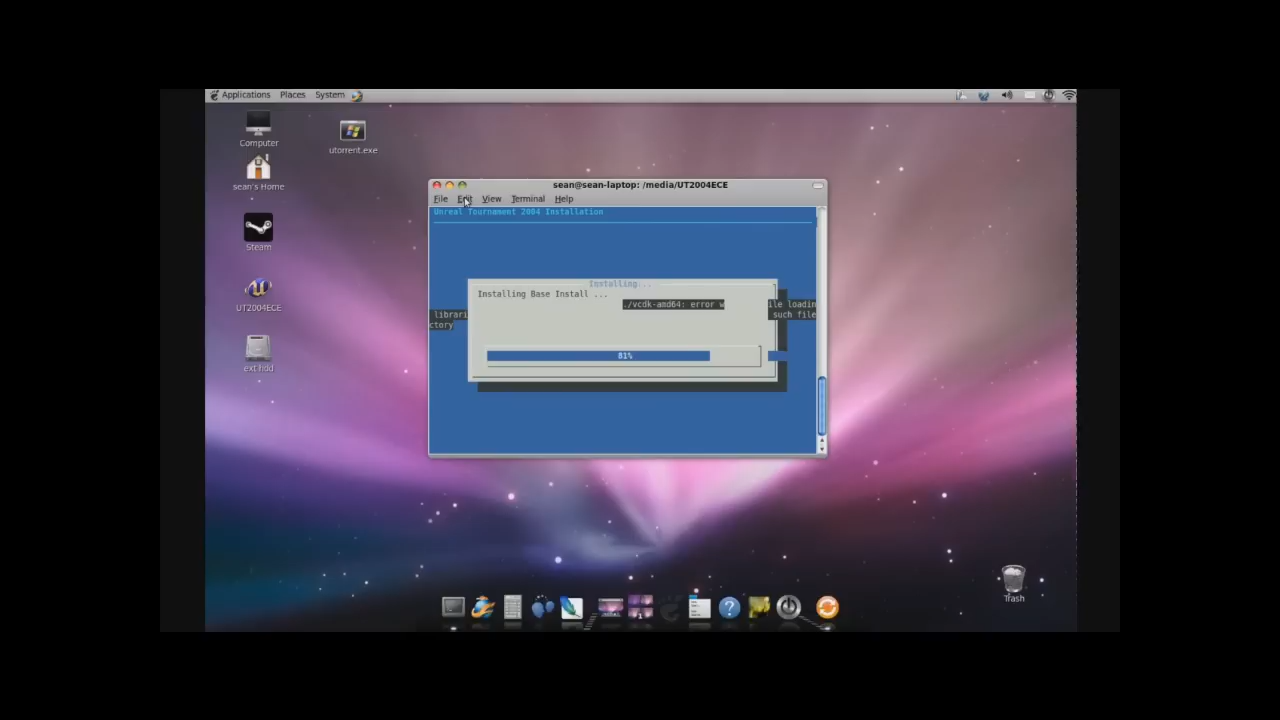 Applications Places System
Computer
utorrent.exe
sean's Home
Steam
UT2004ECE
ext.hdd
sean@sean-laptop: /media/UT2004ECE
File Edit View Terminal Help
Unreal Tournament 2004 Installation
Installing...
Installing Base Install ...
./vcdk-amd64: error w
ile loadin
librari
such file
ctory
81%
Trash